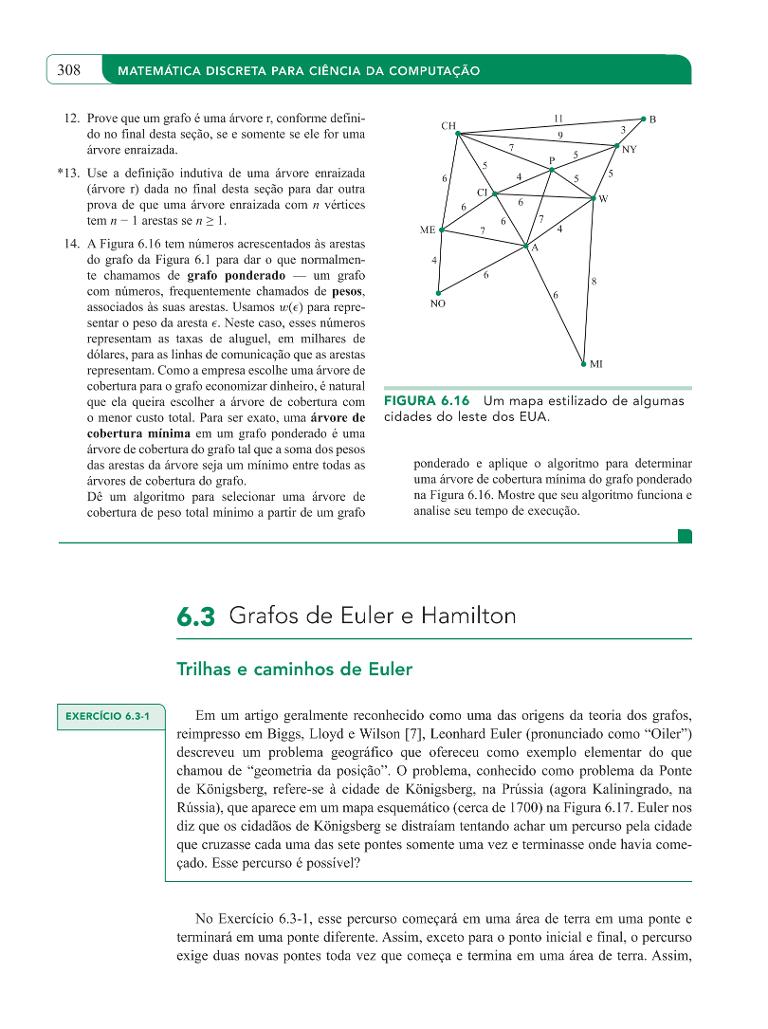 308
MATEMÁTICA DISCRETA PARA CIÊNCIA DA COMPUTAÇÃO
12. Prove que um grafo é uma árvore r, conforme defini-
do no final desta seção, se e somente se ele for uma
árvore enraizada.
*13. Use a definição indutiva de uma árvore enraizada
(árvore r) dada no final desta seção para dar outra
prova de que uma árvore enraizada com n vértices
tem n − 1 arestas se n ≥ 1.
14. A Figura 6.16 tem números acrescentados às arestas
do grafo da Figura 6.1 para dar o que normalmen-
te chamamos de grafo ponderado — um grafo
com números, frequentemente chamados de pesos,
associados às suas arestas. Usamos w(ϵ) para repre-
sentar o peso da aresta ϵ. Neste caso, esses números
representam as taxas de aluguel, em milhares de
dólares, para as linhas de comunicação que as arestas
representam. Como a empresa escolhe uma árvore de
cobertura para o grafo economizar dinheiro, é natural
que ela queira escolher a árvore de cobertura com
o menor custo total. Para ser exato, uma árvore de
cobertura mínima em um grafo ponderado é uma
árvore de cobertura do grafo tal que a soma dos pesos
das arestas da árvore seja um mínimo entre todas as
árvores de cobertura do grafo.
Dê um algoritmo para selecionar uma árvore de
cobertura de peso total mínimo a partir de um grafo
11
B
CH
9
3
7
5
NY
P
5
4
5
5
6
CI
6
W
6
6
7
4
ME
7
A
4
6
8
6
NO
MI
FIGURA 6.16 Um mapa estilizado de algumas
cidades do leste dos EUA.
ponderado e aplique o algoritmo para determinar
uma árvore de cobertura mínima do grafo ponderado
na Figura 6.16. Mostre que seu algoritmo funciona e
analise seu tempo de execução.
6.3 Grafos de Euler e Hamilton
Trilhas e caminhos de Euler
EXERCÍCIO 6.3-1
Em um artigo geralmente reconhecido como uma das origens da teoria dos grafos,
reimpresso em Biggs, Lloyd e Wilson [7], Leonhard Euler (pronunciado como “Oiler”)
descreveu um problema geográfico que ofereceu como exemplo elementar do que
chamou de “geometria da posição”. O problema, conhecido como problema da Ponte
de Königsberg, refere-se à cidade de Königsberg, na Prússia (agora Kaliningrado, na
Rússia), que aparece em um mapa esquemático (cerca de 1700) na Figura 6.17. Euler nos
diz que os cidadãos de Königsberg se distraíam tentando achar um percurso pela cidade
que cruzasse cada uma das sete pontes somente uma vez e terminasse onde havia come-
çado. Esse percurso é possível?
No Exercício 6.3-1, esse percurso começará em uma área de terra em uma ponte e
terminará em uma ponte diferente. Assim, exceto para o ponto inicial e final, o percurso
exige duas novas pontes toda vez que começa e termina em uma área de terra. Assim,